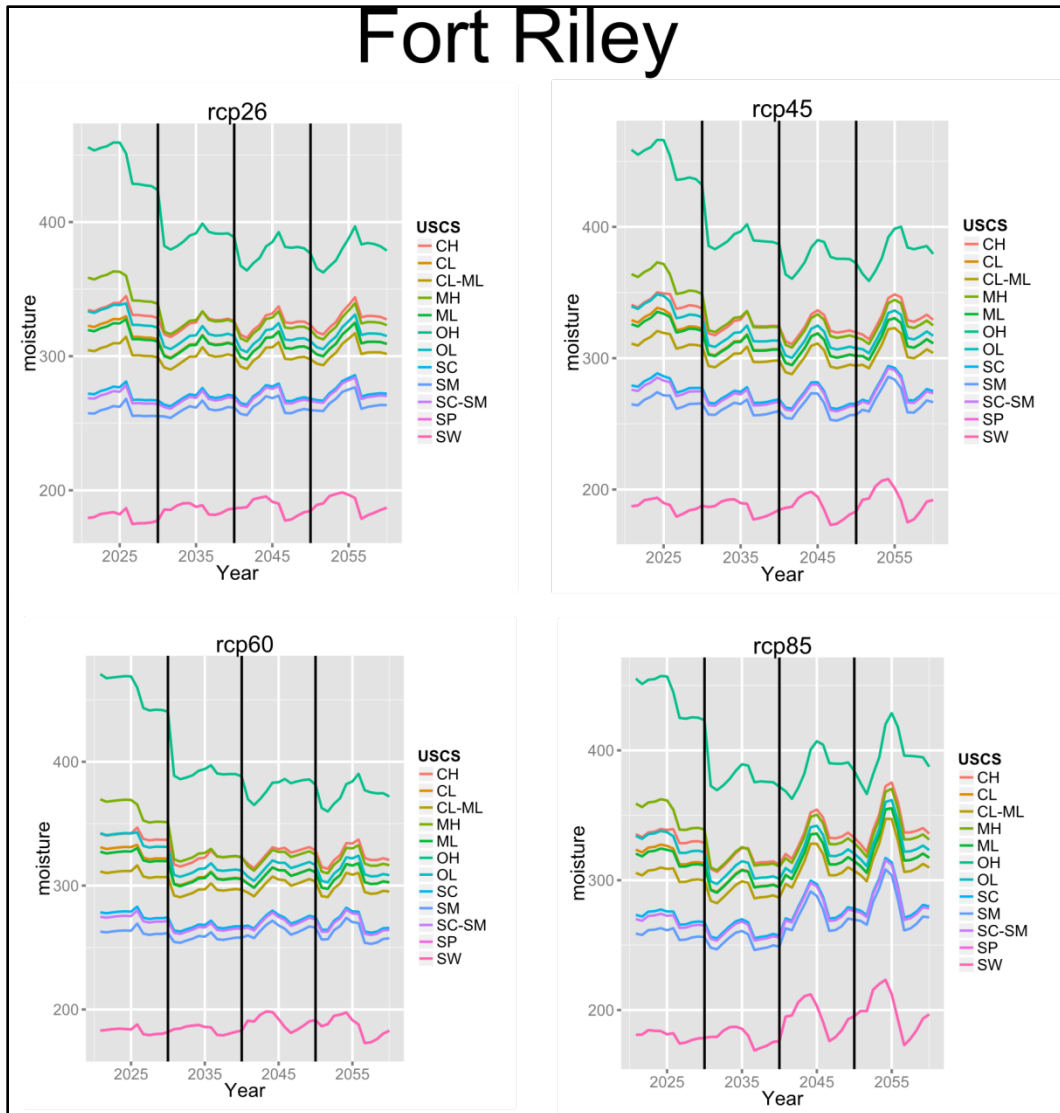 Fort Riley
rcp26
moisture
400
300
200
2025
2035
2045
2055
Year
USCS
CH
CL
CL-ML
MH
ML
OH
OL
SC
SM
SC-SM
SP
SW
rcp45
moisture
400
300
200
2025
2035
2045
2055
Year
USCS
CH
CL
CL-ML
MH
ML
OH
OL
SC
SM
SC-SM
SP
SW
rcp60
moisture
400
300
200
2025
2035
2045
2055
Year
USCS
CH
CL
CL-ML
MH
ML
OH
OL
SC
SM
SC-SM
SP
SW
rcp85
moisture
400
300
200
2025
2035
2045
2055
Year
USCS
CH
CL
CL-ML
MH
ML
OH
OL
SC
SM
SC-SM
SP
SW